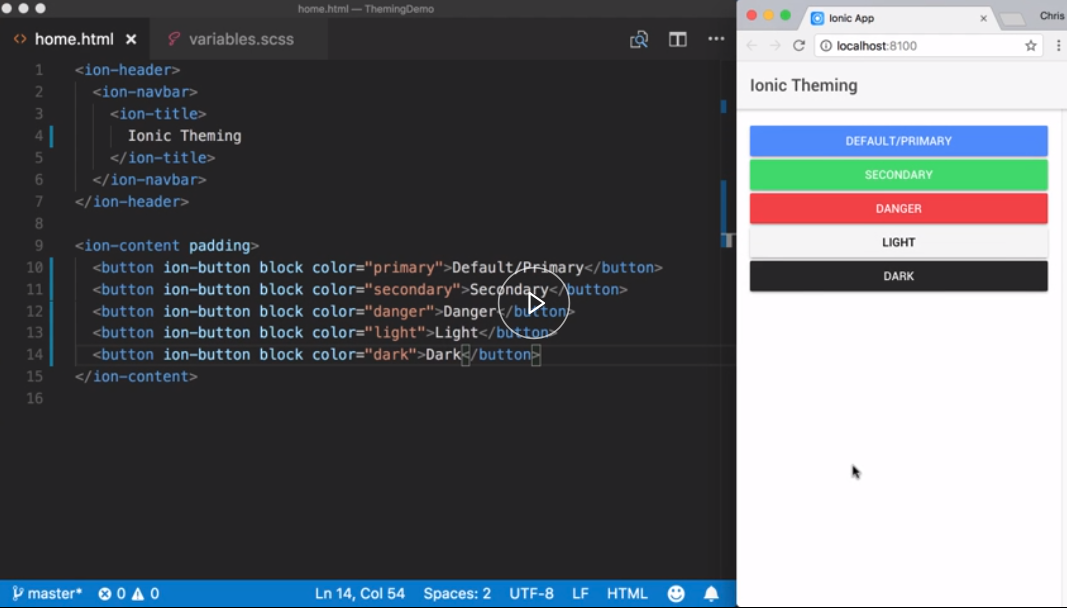 home.html — ThemingDemo
home.html
variables.scss
1 <ion-header>
2 <ion-navbar>
3 <ion-title>
4 Ionic Theming
5 </ion-title>
6 </ion-navbar>
7 </ion-header>
8
9 <ion-content padding>
10 <button ion-button block color="primary">Default/Primary</button>
11 <button ion-button block color="secondary">Secondary</button>
12 <button ion-button block color="danger">Danger</button>
13 <button ion-button block color="light">Light</button>
14 <button ion-button block color="dark">Dark</button>
15 </ion-content>
16
master* 0 0 Ln 14, Col 54 Spaces: 2 UTF-8 LF HTML
Ionic App
Chris
localhost:8100
Ionic Theming
DEFAULT/PRIMARY
SECONDARY
DANGER
LIGHT
DARK